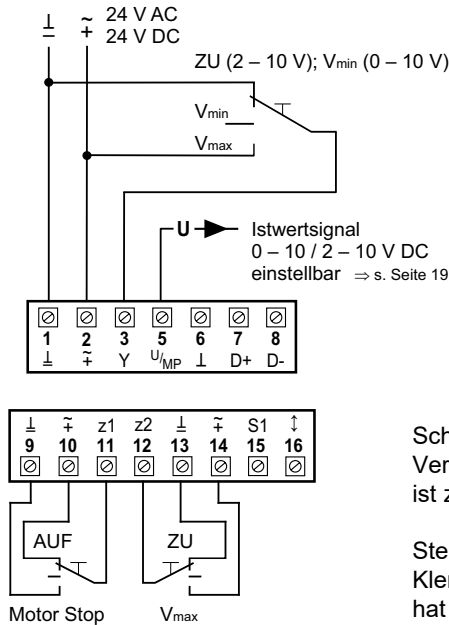 ⊥ ~ 24 V AC
– + 24 V DC
ZU (2 – 10 V); Vmin (0 – 10 V)
Vmin
Vmax
U
Istwertsignal
0 – 10 / 2 – 10 V DC
einstellbar ⇒ s. Seite 19
1 2 3 5 6 7 8
⊥ ~+ Y U/MP ⊥ D+ D-
⊥ ~+ z1 z2 ⊥ ~+ S1 ↕
9 10 11 12 13 14 15 16
AUF ZU
Motor Stop Vmax
Sch
Ver
ist z
Ste
Kler
hat